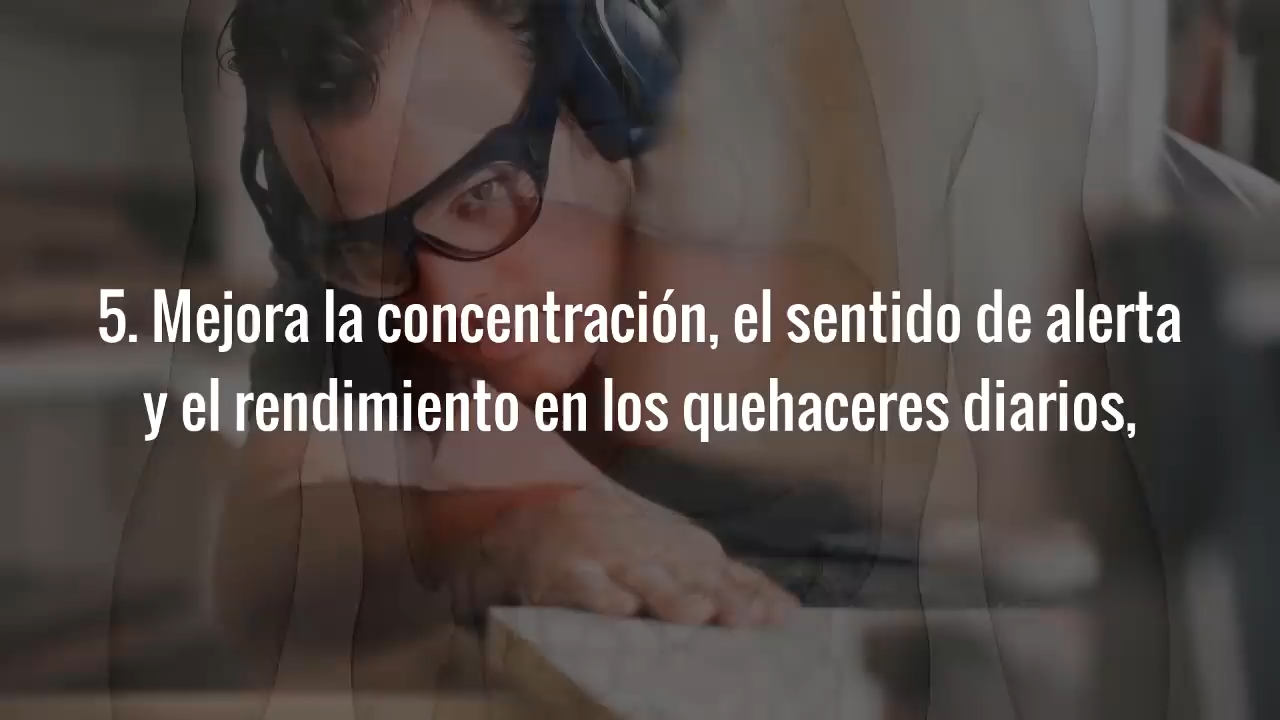 5. Mejora la concentración, el sentido de alerta
y el rendimiento en los quehaceres diarios,